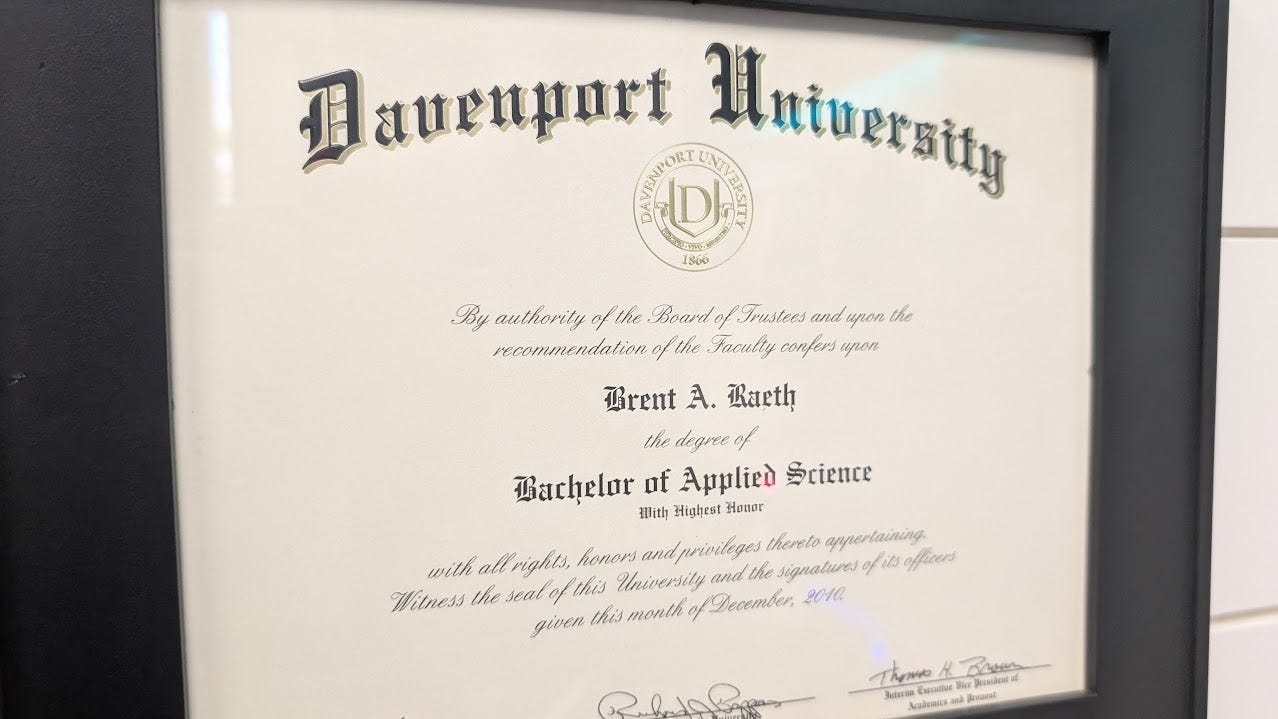 Davenport University
DAVENPORT UNIVERSITY
D
1866
By authority of the Board of Trustees and upon the
recommendation of the Faculty confers upon
Brent A. Raeth
the degree of
Bachelor of Applied Science
With Highest Honor
with all rights, honors and privileges thereto appertaining.
Witness the seal of this University and the signatures of its officers
given this month of December, 2010.
Thomas H. Brown
Interim Executive Vice President of
Academics and Provost